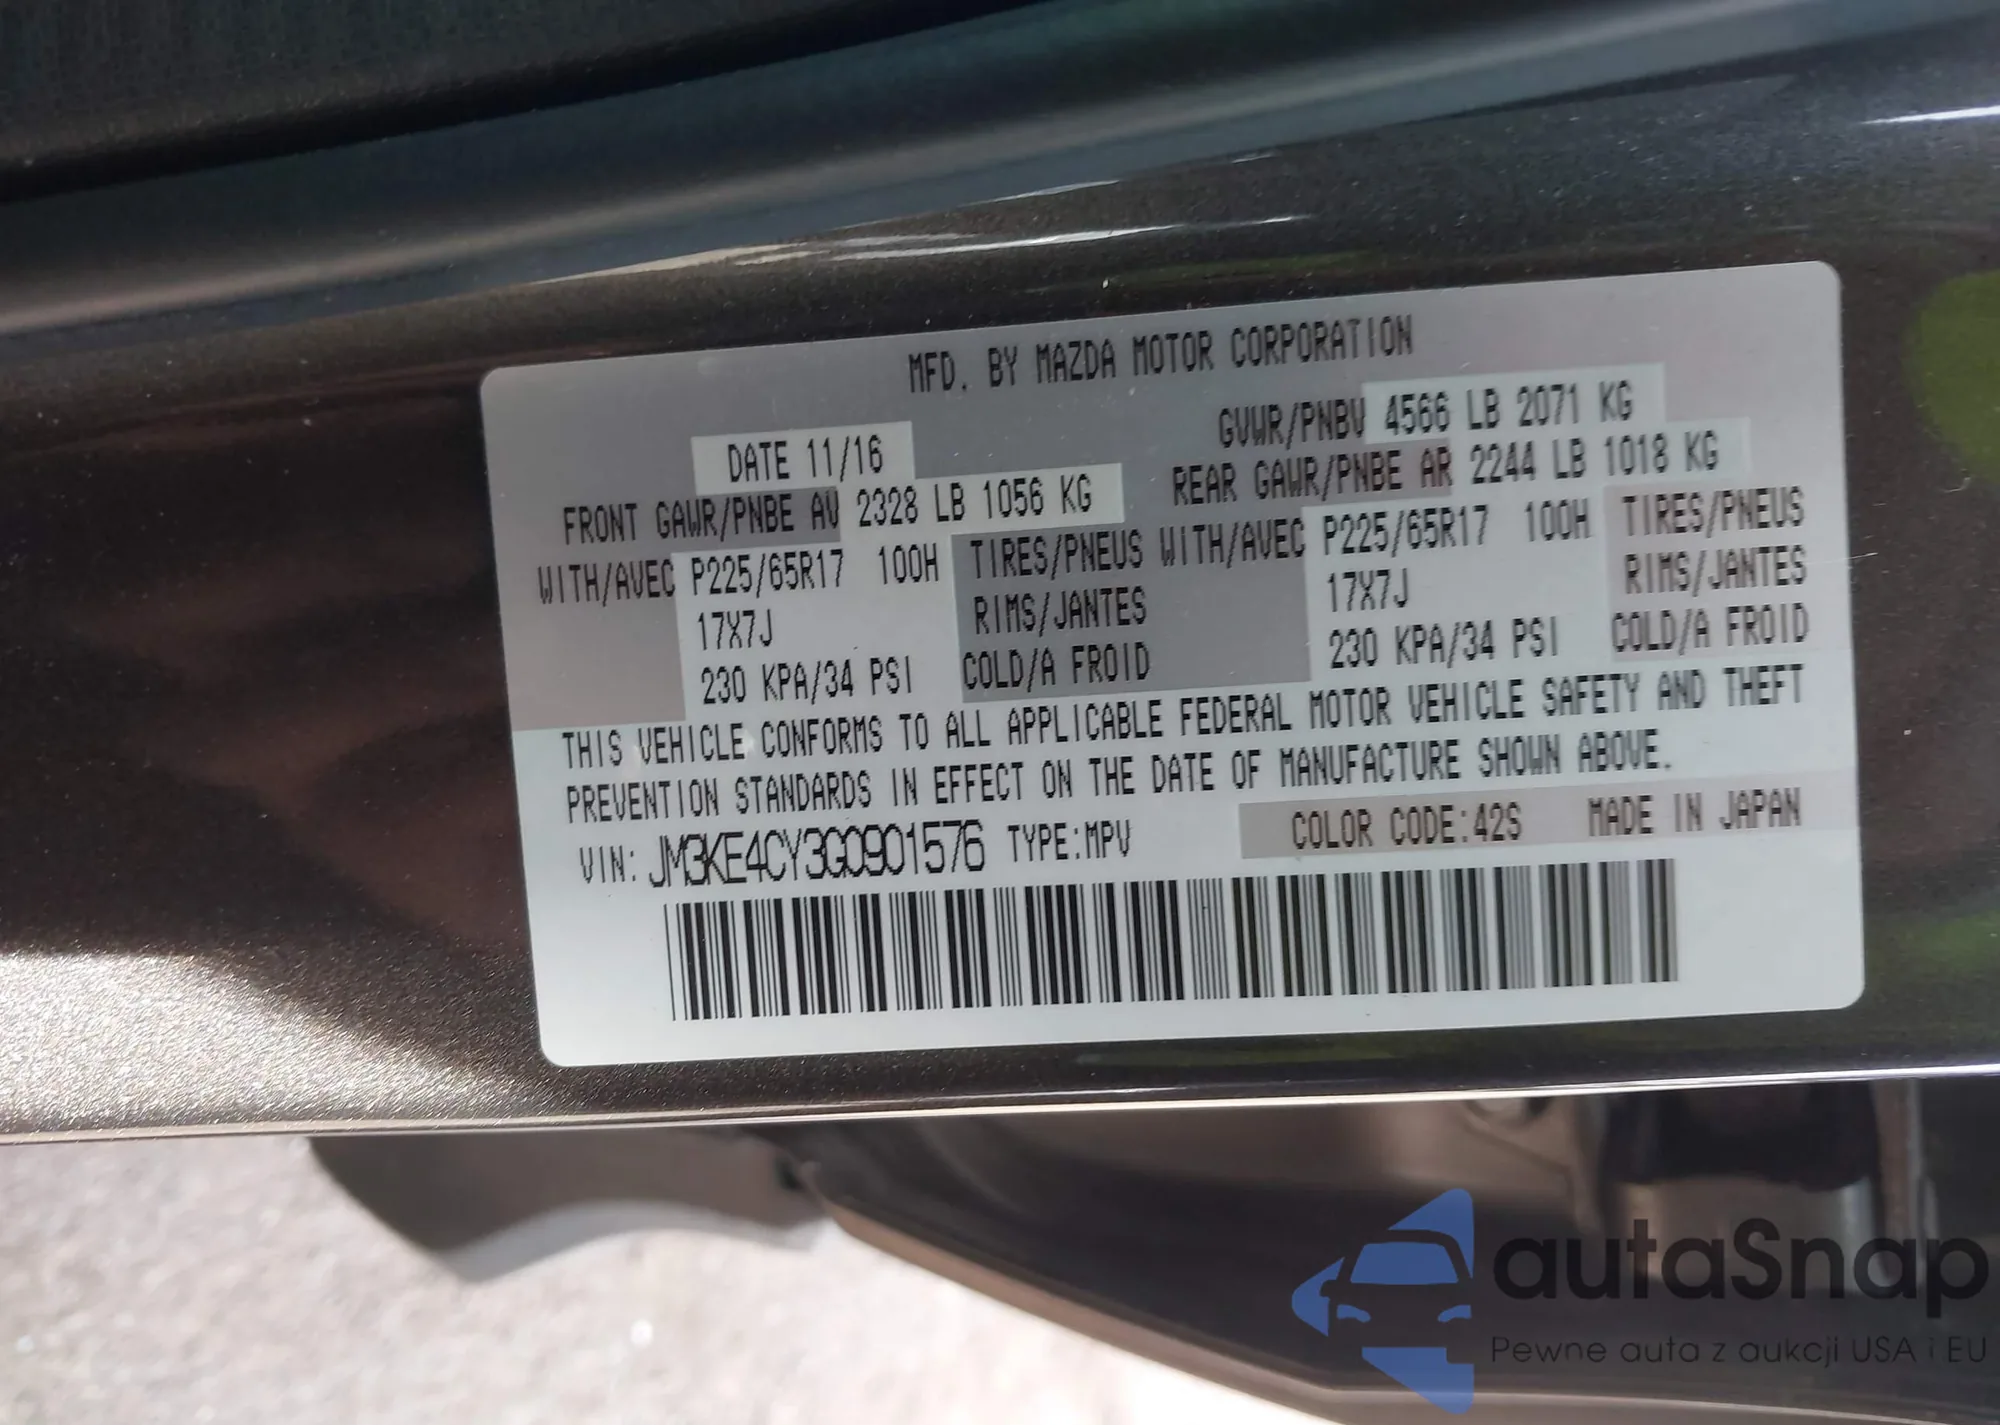 MFD. BY MAZDA MOTOR CORPORATION
DATE 11/16 GVWR/PNBV 4566 LB 2071 KG
FRONT GAWR/PNBE AV 2328 LB 1056 KG REAR GAWR/PNBE AR 2244 LB 1018 KG
WITH/AVEC P225/65R17 100H TIRES/PNEUS WITH/AVEC P225/65R17 100H TIRES/PNEUS
17X7J RIMS/JANTES 17X7J RIMS/JANTES
230 KPA/34 PSI COLD/A FROID 230 KPA/34 PSI COLD/A FROID
THIS VEHICLE CONFORMS TO ALL APPLICABLE FEDERAL MOTOR VEHICLE SAFETY AND THEFT
PREVENTION STANDARDS IN EFFECT ON THE DATE OF MANUFACTURE SHOWN ABOVE.
VIN: JM3KE4CY3G0901576 TYPE:MPV COLOR CODE:42S MADE IN JAPAN
autaSnap
Pewne auta z aukcji USA i EU